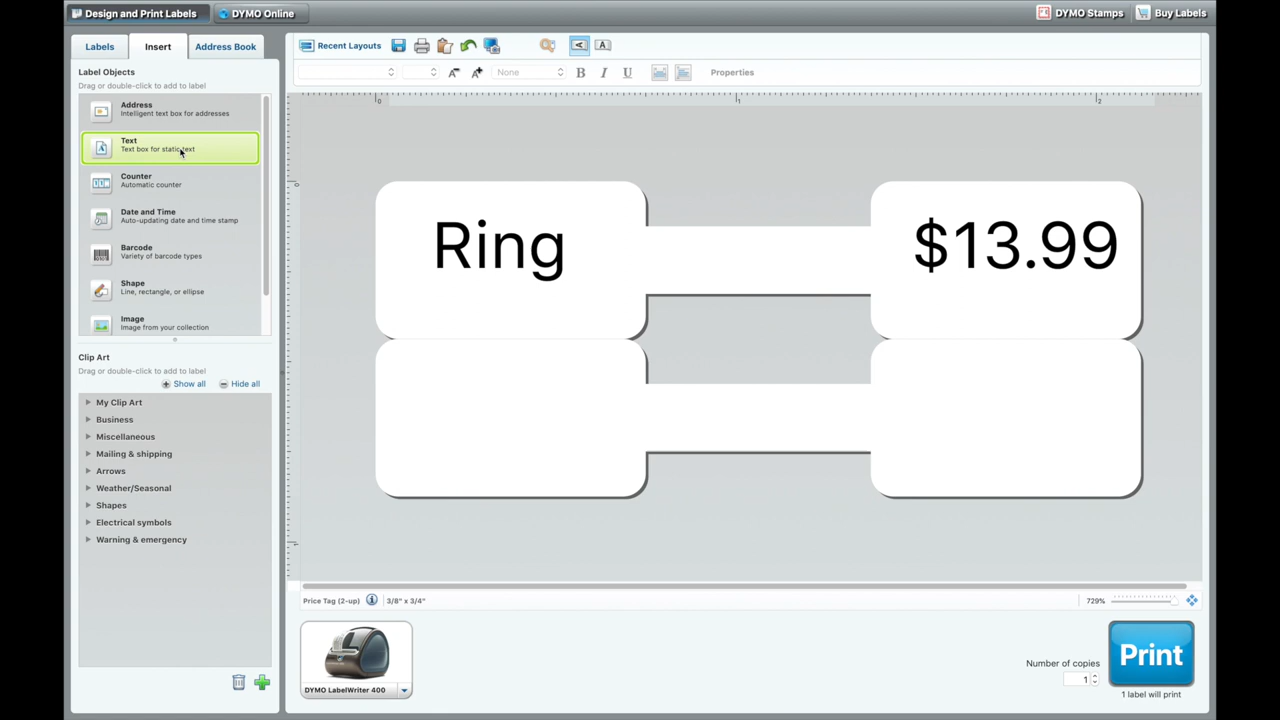 Design and Print Labels
DYMO Online
DYMO Stamps
Buy Labels
Labels
Insert
Address Book
Recent Layouts
A
A
A
A
None
B
I
U
Properties
Label Objects
Drag or double-click to add to label
Address
Intelligent text box for addresses
Text
Text box for static text
Counter
Automatic counter
Date and Time
Auto-updating date and time stamp
Barcode
Variety of barcode types
Shape
Line, rectangle, or ellipse
Image
Image from your collection
Clip Art
Drag or double-click to add to label
Show all
Hide all
My Clip Art
Business
Miscellaneous
Mailing & shipping
Arrows
Weather/Seasonal
Shapes
Electrical symbols
Warning & emergency
0
1
2
0
1
Ring
$13.99
Price Tag (2-up)
3/8" x 3/4"
729%
DYMO LabelWriter 400
Number of copies
1
Print
1 label will print